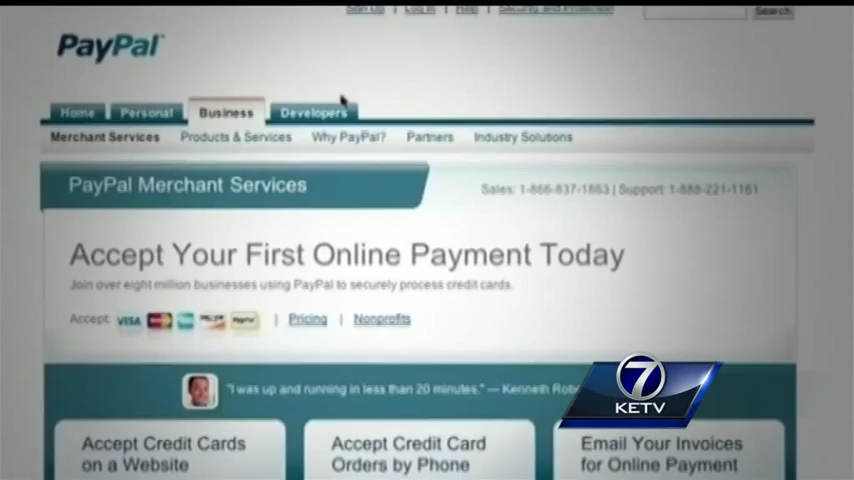 Sign Up | Log In | Help | Security and Protection
Search
PayPal
Home Personal Business Developers
Merchant Services Products & Services Why PayPal? Partners Industry Solutions
PayPal Merchant Services
Sales: 1-866-837-1863 | Support: 1-888-221-1161
Accept Your First Online Payment Today
Join over eight million businesses using PayPal to securely process credit cards.
Accept VISA PayPal | Pricing | Nonprofits
"I was up and running in less than 20 minutes." — Kenneth
7
KETV
Accept Credit Cards
on a Website
Accept Credit Card
Orders by Phone
Email Your Invoices
for Online Payment